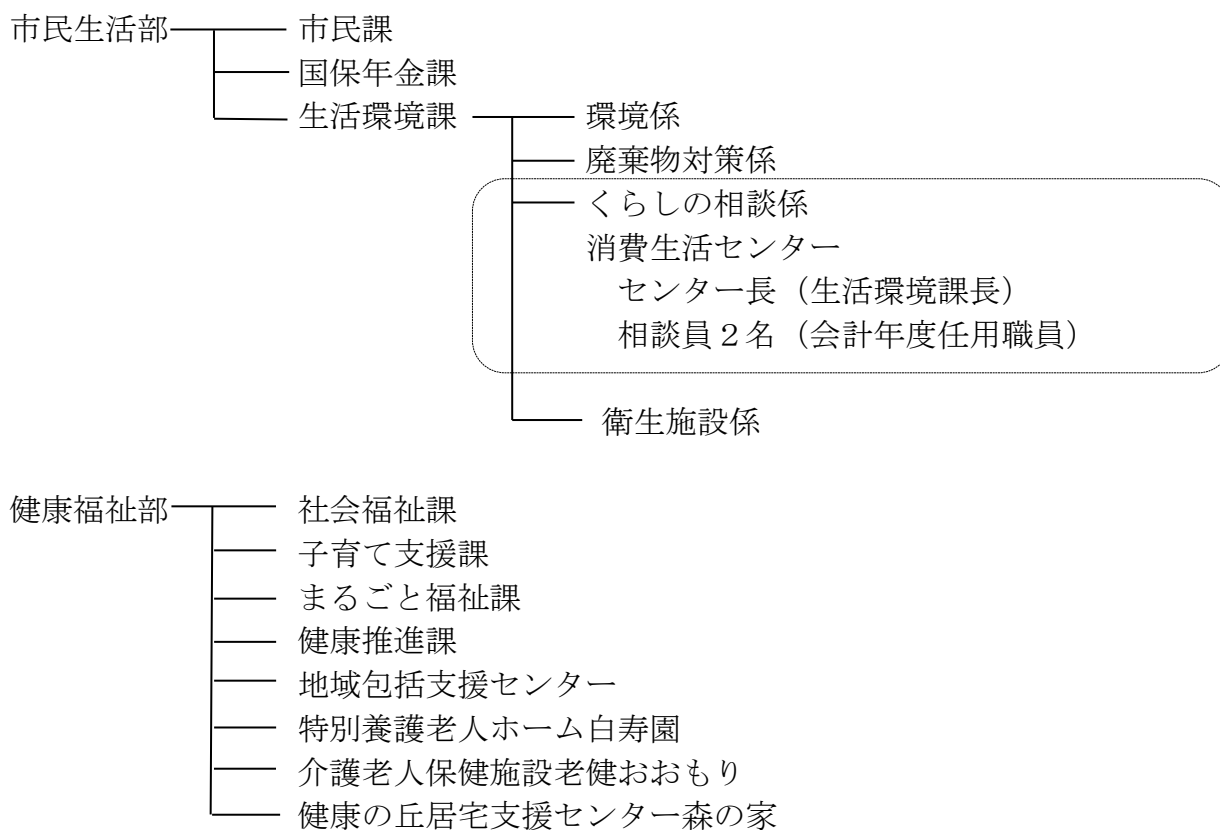 市民生活部 市民課
国保年金課
生活環境課 環境係
廃棄物対策係
くらしの相談係
消費生活センター
センター長（生活環境課長）
相談員２名（会計年度任用職員）
衛生施設係
健康福祉部 社会福祉課
子育て支援課
まるごと福祉課
健康推進課
地域包括支援センター
特別養護老人ホーム白寿園
介護老人保健施設老健おおもり
健康の丘居宅支援センター森の家